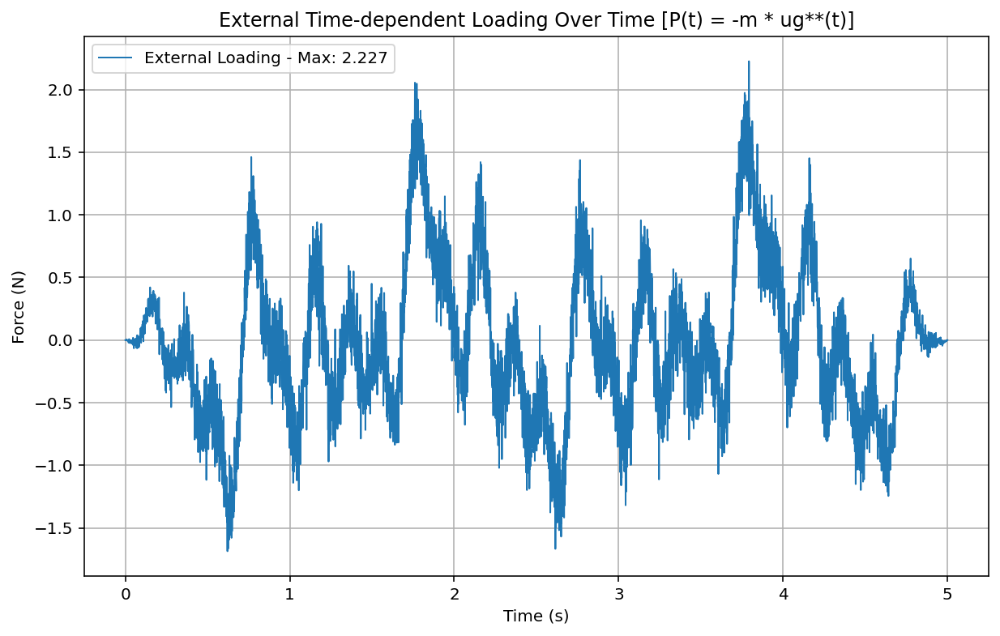 External Time-dependent Loading Over Time [P(t) = -m * ug**(t)]
External Loading - Max: 2.227
Force (N)
2.0
1.5
1.0
0.5
0.0
−0.5
−1.0
−1.5
0 1 2 3 4 5
Time (s)